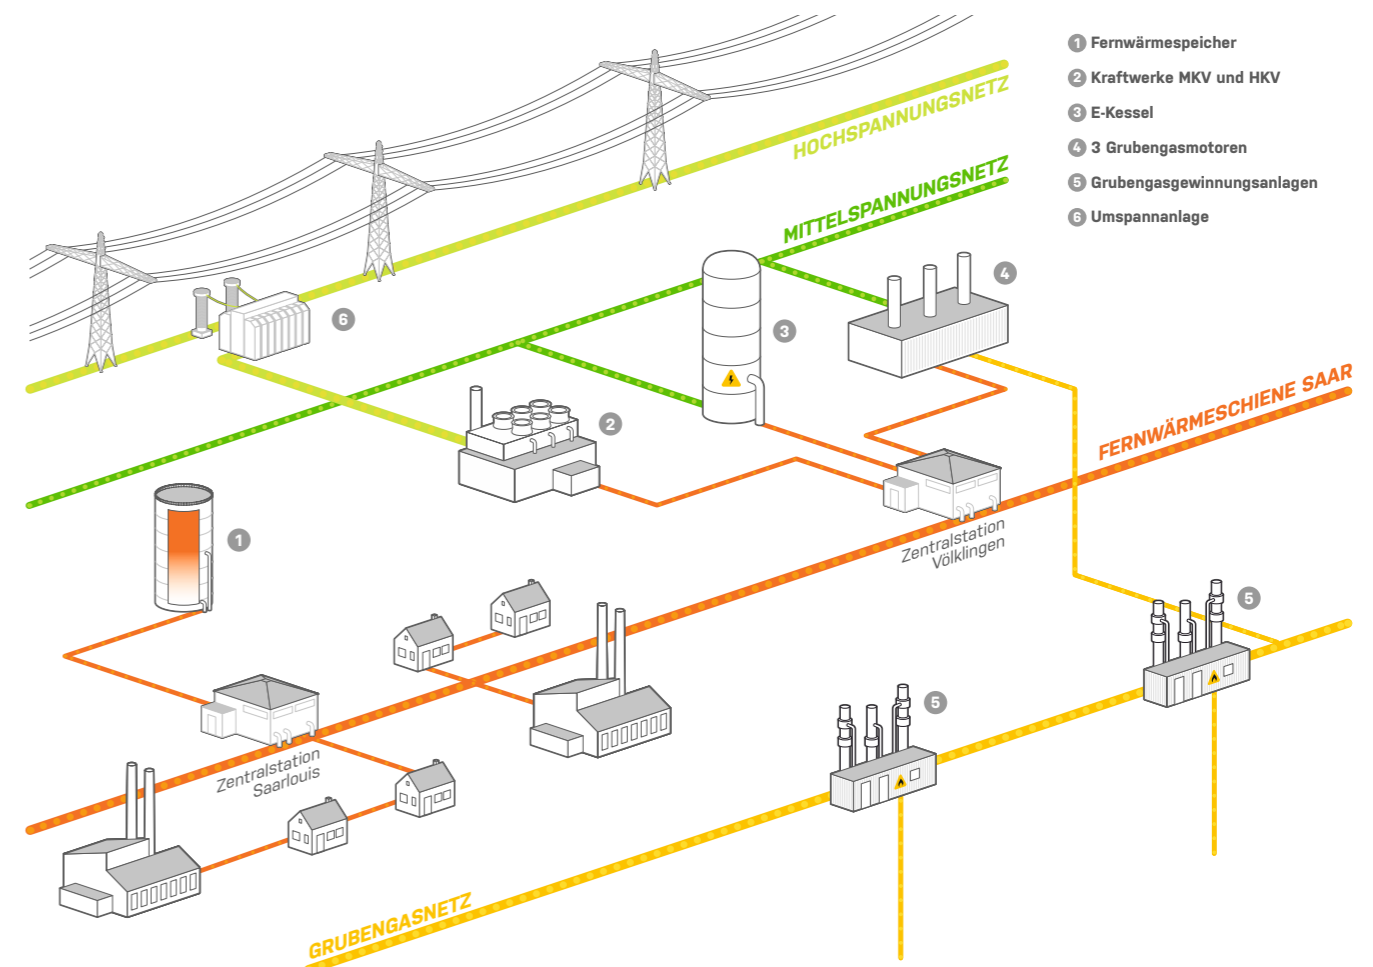 1 Fernwärmespeicher
2 Kraftwerke MKV und HKV
3 E-Kessel
4 3 Grubengasmotoren
5 Grubengasgewinnungsanlagen
6 Umspannanlage
HOCHSPANNUNGSNETZ
MITTELSPANNUNGSNETZ
4
6
3
FERNWÄRMESCHIENE SAAR
2
1
Zentralstation
Völklingen
5
5
Zentralstation
Saarlouis
GRUBENGASNETZ